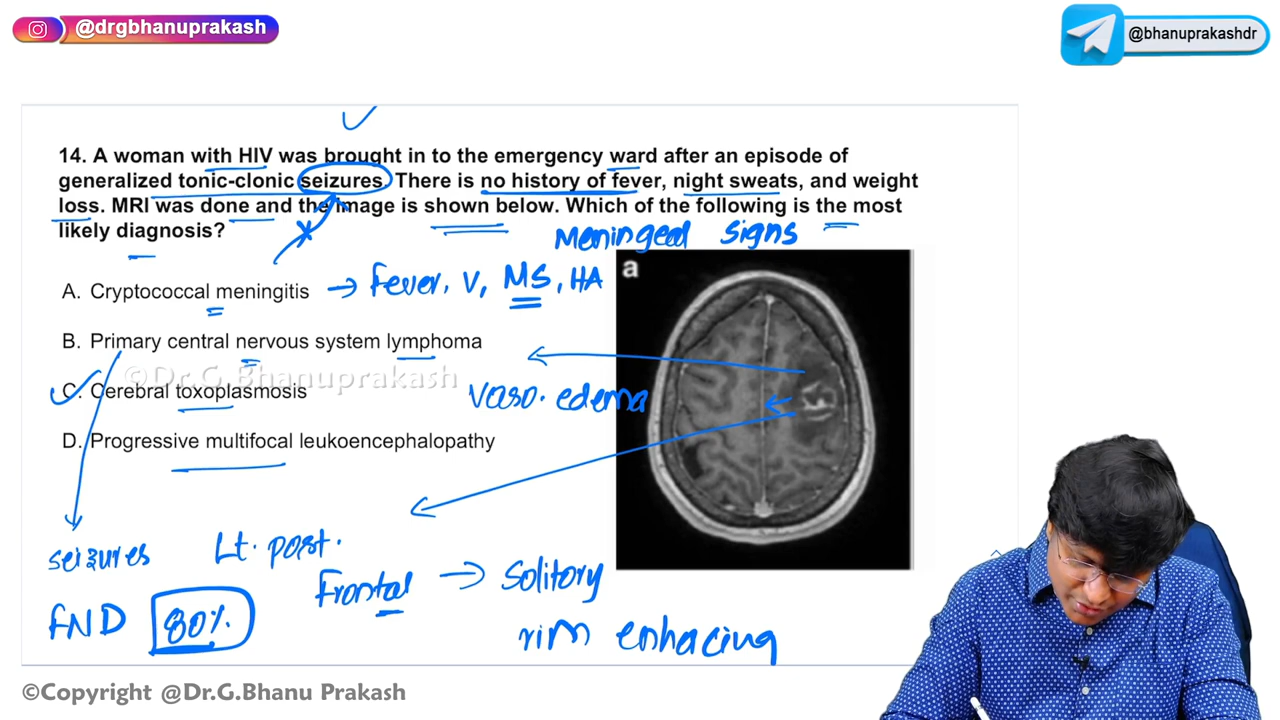 @drgbhanuprakash
@bhanuprakashdr
14. A woman with HIV was brought in to the emergency ward after an episode of
generalized tonic-clonic seizures. There is no history of fever, night sweats, and weight
loss. MRI was done and the image is shown below. Which of the following is the most
likely diagnosis?
Meningeal signs
A. Cryptococcal meningitis → Fever, V, MS, HA
a
B. Primary central nervous system lymphoma
©Dr.G.Bhanuprakash
C. Cerebral toxoplasmosis
Vaso. edema
D. Progressive multifocal leukoencephalopathy
seizures
Lt. post.
Frontal → Solitory
FND 80%.
rim enhacing
©Copyright @Dr.G.Bhanu Prakash